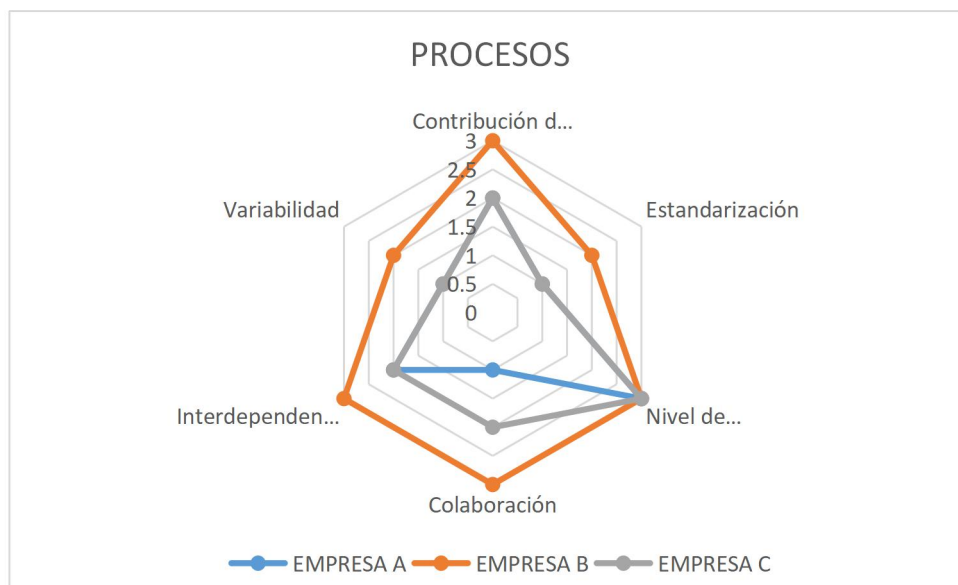 PROCESOS
Contribución d...
3
2.5
2
1.5
1
0.5
0
Variabilidad
Estandarización
Interdependen...
Nivel de...
Colaboración
EMPRESA A
EMPRESA B
EMPRESA C